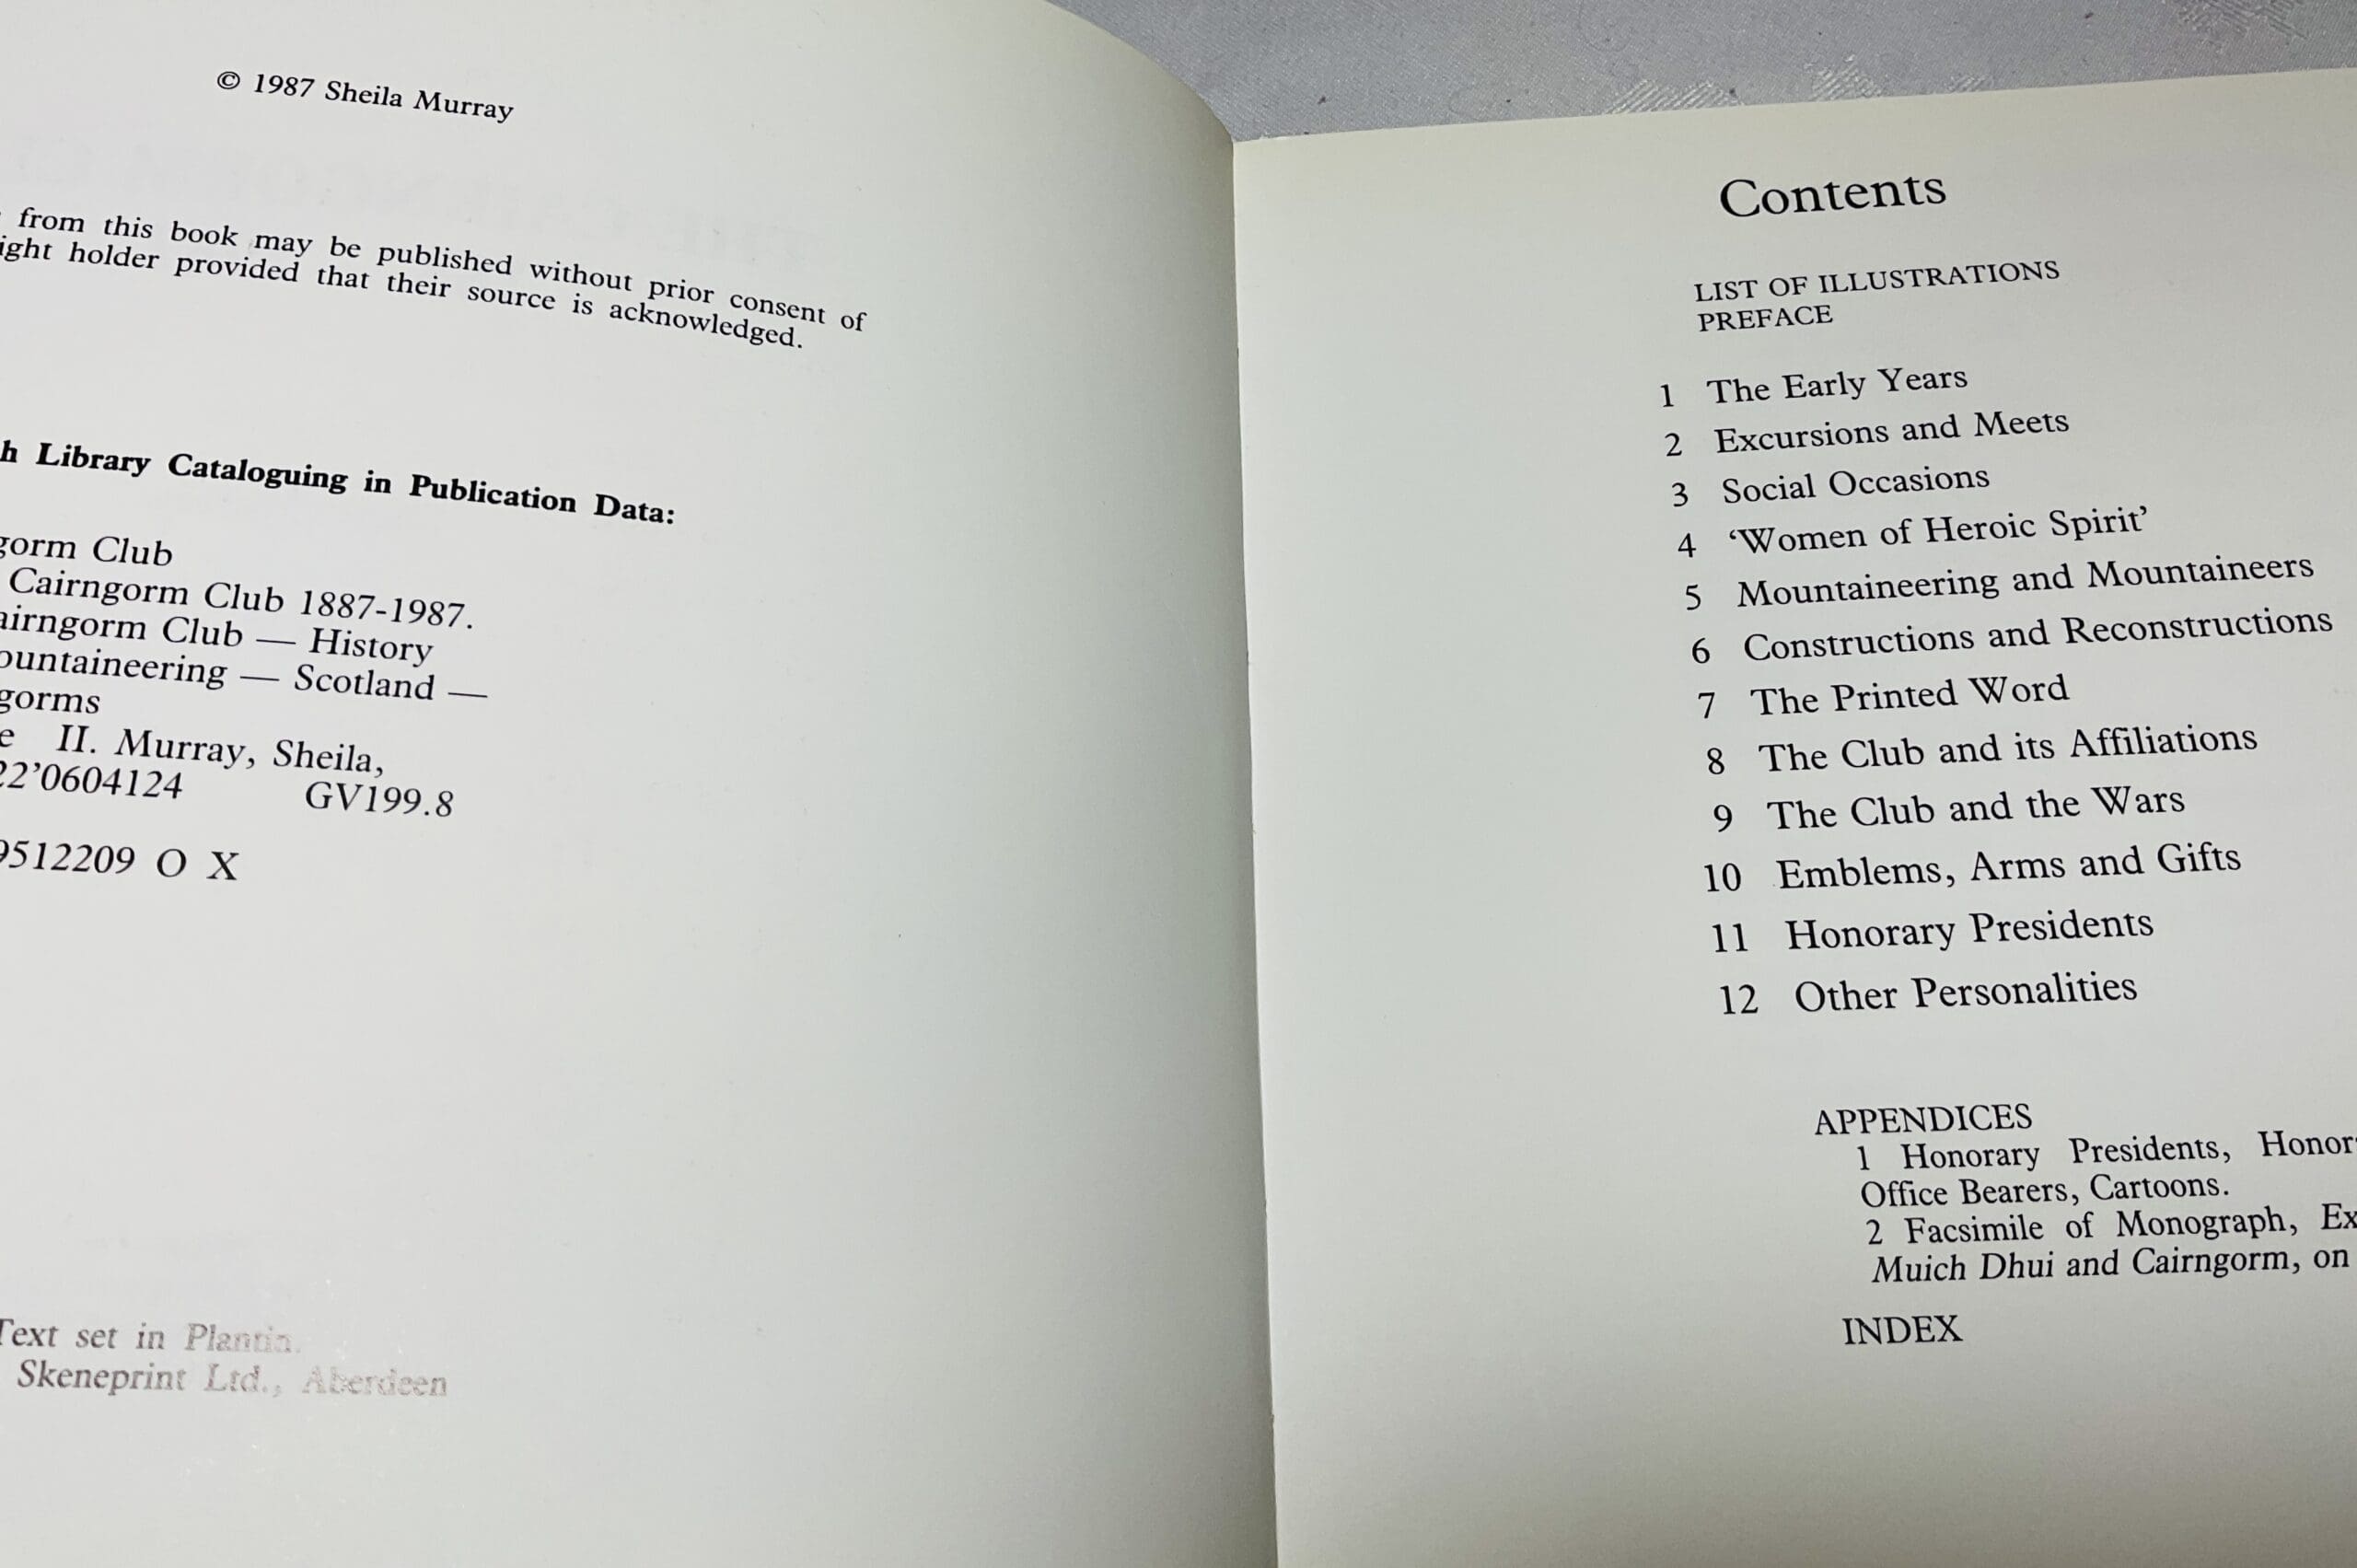 © 1987 Sheila Murray
from this book may be published without prior consent of
ight holder provided that their source is acknowledged.
h Library Cataloguing in Publication Data:
gorm Club
Cairngorm Club 1887-1987.
airngorm Club — History
ountaineering — Scotland —
gorms
e II. Murray, Sheila,
22’0604124 GV199.8
9512209 O X
Text set in Plantin.
Skeneprint Ltd., Aberdeen
Contents
LIST OF ILLUSTRATIONS
PREFACE
1 The Early Years
2 Excursions and Meets
3 Social Occasions
4 ‘Women of Heroic Spirit’
5 Mountaineering and Mountaineers
6 Constructions and Reconstructions
7 The Printed Word
8 The Club and its Affiliations
9 The Club and the Wars
10 Emblems, Arms and Gifts
11 Honorary Presidents
12 Other Personalities
APPENDICES
1 Honorary Presidents, Honor
Office Bearers, Cartoons.
2 Facsimile of Monograph, Ex
Muich Dhui and Cairngorm, on
INDEX